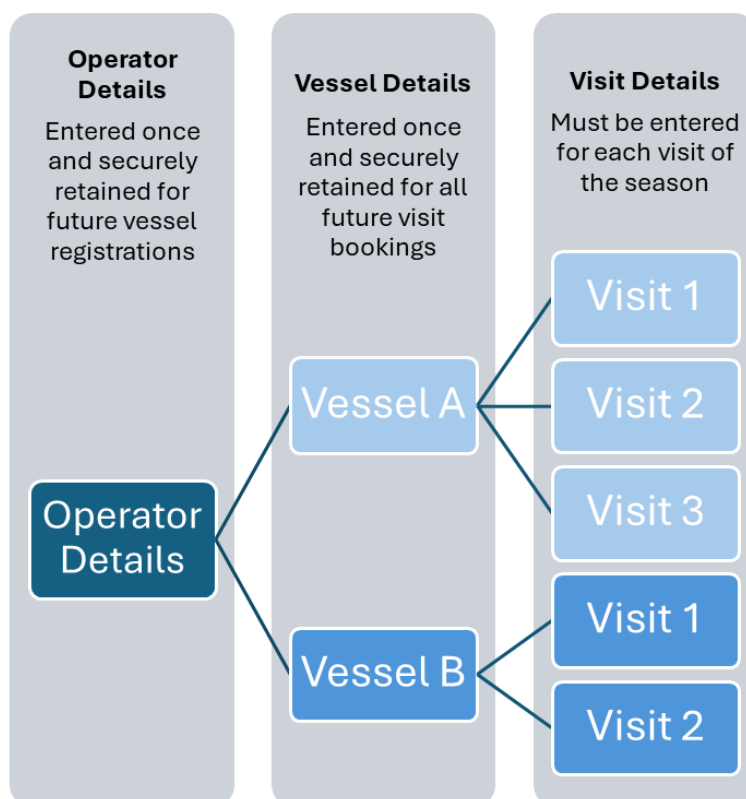 Operator
Details
Entered once
and securely
retained for
future vessel
registrations
Vessel Details
Entered once
and securely
retained for all
future visit
bookings
Visit Details
Must be entered
for each visit of
the season
Operator
Details
Vessel A
Vessel B
Visit 1
Visit 2
Visit 3
Visit 1
Visit 2